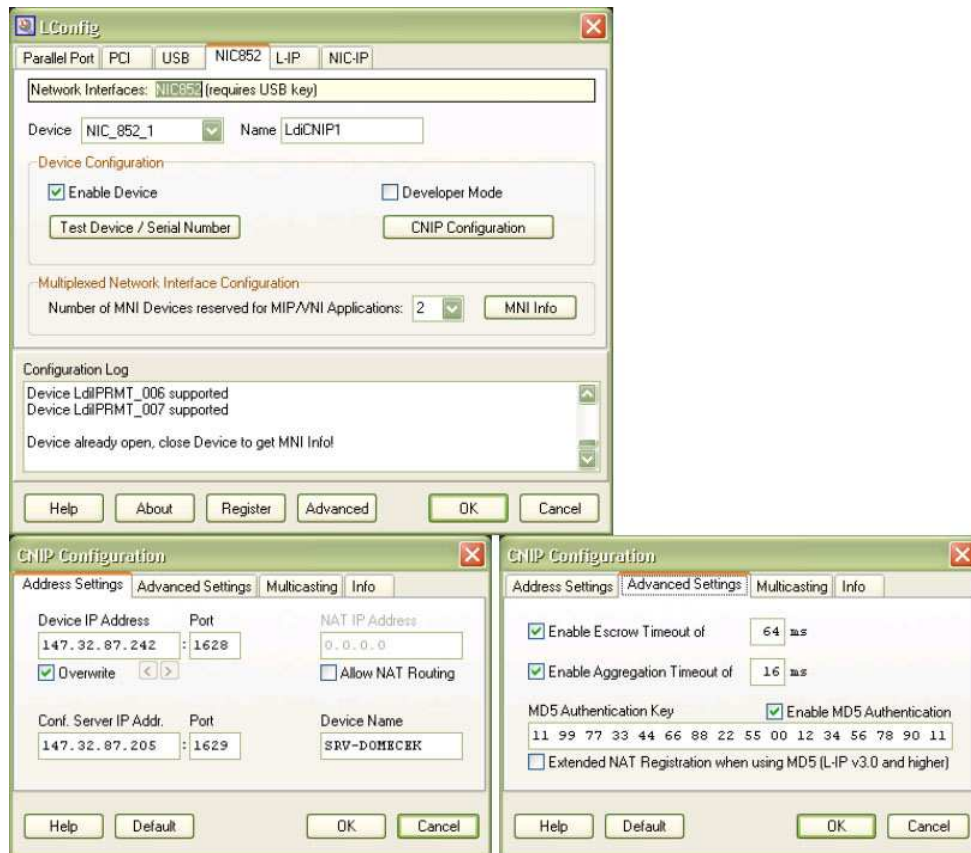 LConfig
Parallel Port PCI USB NIC852 L-IP NIC-IP
Network Interfaces: NIC852 (requires USB key)
Device NIC_852_1 Name LdiCNIP1
Device Configuration
Enable Device Developer Mode
Test Device / Serial Number CNIP Configuration
Multiplexed Network Interface Configuration
Number of MNI Devices reserved for MIP/VNI Applications: 2 MNI Info
Configuration Log
Device LdiIPRMT_006 supported
Device LdiIPRMT_007 supported
Device already open, close Device to get MNI Info!
Help About Register Advanced OK Cancel
CNIP Configuration
Address Settings Advanced Settings Multicasting Info
Device IP Address Port NAT IP Address
147.32.87.242 : 1628 0.0.0.0
Overwrite < > Allow NAT Routing
Conf. Server IP Addr. Port Device Name
147.32.87.205 : 1629 SRV-DOMECEK
Help Default OK Cancel
CNIP Configuration
Address Settings Advanced Settings Multicasting Info
Enable Escrow Timeout of 64 ms
Enable Aggregation Timeout of 16 ms
MD5 Authentication Key Enable MD5 Authentication
11 99 77 33 44 66 88 22 55 00 12 34 56 78 90 11
Extended NAT Registration when using MD5 (L-IP v3.0 and higher)
Help Default OK Cancel